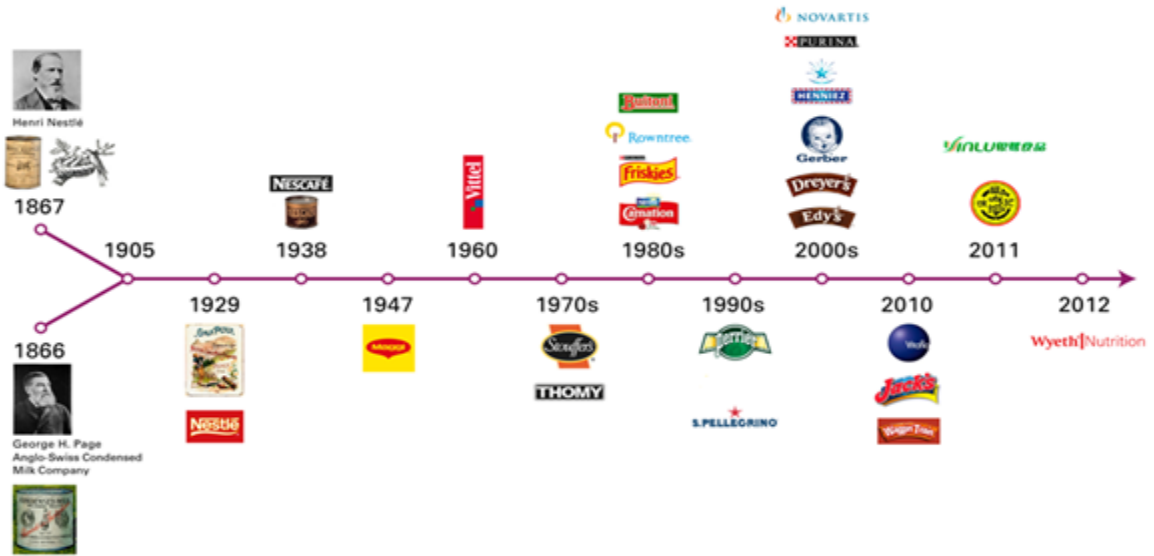 NOVARTIS
PURINA
HENNIEZ
Gerber
Dreyer's
Edy's
Buitoni
Rowntree
Friskies
Carnation
Vittel
NESCAFÉ
Henri Nestlé
1867
1905
1938
1960
1980s
2000s
2011
1929
1947
1970s
1990s
2010
2012
1866
George H. Page
Anglo-Swiss Condensed
Milk Company
Nestlé
MAGGI
Stouffer's
THOMY
perrier
S.PELLEGRINO
Jack's
Wagon Trail
Wyeth Nutrition